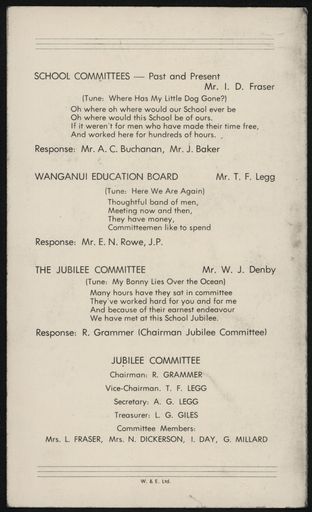 SCHOOL COMMITTEES — Past and Present
Mr. I. D. Fraser
(Tune: Where Has My Little Dog Gone?)
Oh where oh where would our School ever be
Oh where would this School be of ours.
If it weren't for men who have made their time free,
And worked here for hundreds of hours.
Response: Mr. A. C. Buchanan, Mr. J. Baker
WANGANUI EDUCATION BOARD Mr. T. F. Legg
(Tune: Here We Are Again)
Thoughtful band of men,
Meeting now and then,
They have money,
Committeemen like to spend
Response: Mr. E. N. Rowe, J.P.
THE JUBILEE COMMITTEE Mr. W. J. Denby
(Tune: My Bonny Lies Over the Ocean)
Many hours have they sat in committee
They've worked hard for you and for me
And because of their earnest endeavour
We have met at this School Jubilee.
Response: R. Grammer (Chairman Jubilee Committee)
JUBILEE COMMITTEE
Chairman: R. GRAMMER
Vice-Chairman. T. F. LEGG
Secretary: A. G. LEGG
Treasurer: L. G. GILES
Committee Members:
Mrs. L. FRASER, Mrs. N. DICKERSON, I. DAY, G. MILLARD
W. & E. Ltd.